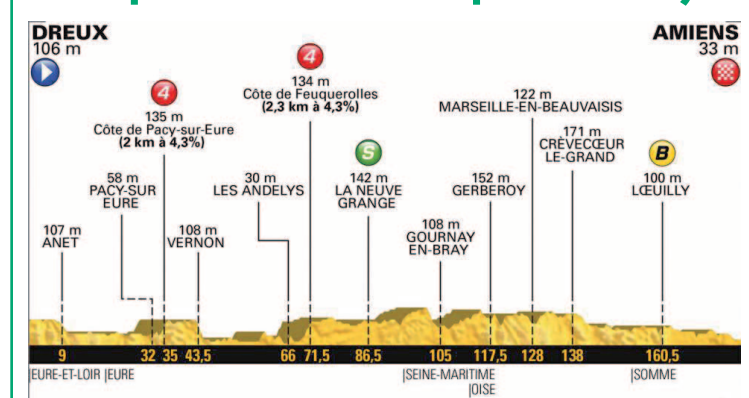 DREUX
106 m
AMIENS
33 m
4
134 m
Côte de Feuquerolles
(2,3 km à 4,3%)
4
135 m
Côte de Pacy-sur-Eure
(2 km à 4,3%)
122 m
MARSEILLE-EN-BEAUVAISIS
171 m
CRÈVECŒUR
LE-GRAND
S
142 m
LA NEUVE
GRANGE
B
100 m
LŒUILLY
58 m
PACY-SUR
EURE
30 m
LES ANDELYS
152 m
GERBEROY
107 m
ANET
108 m
VERNON
108 m
GOURNAY
EN-BRAY
9 32 35 43,5 66 71,5 86,5 105 117,5 128 138 160,5
|EURE-ET-LOIR |EURE |SEINE-MARITIME |SOMME
|OISE